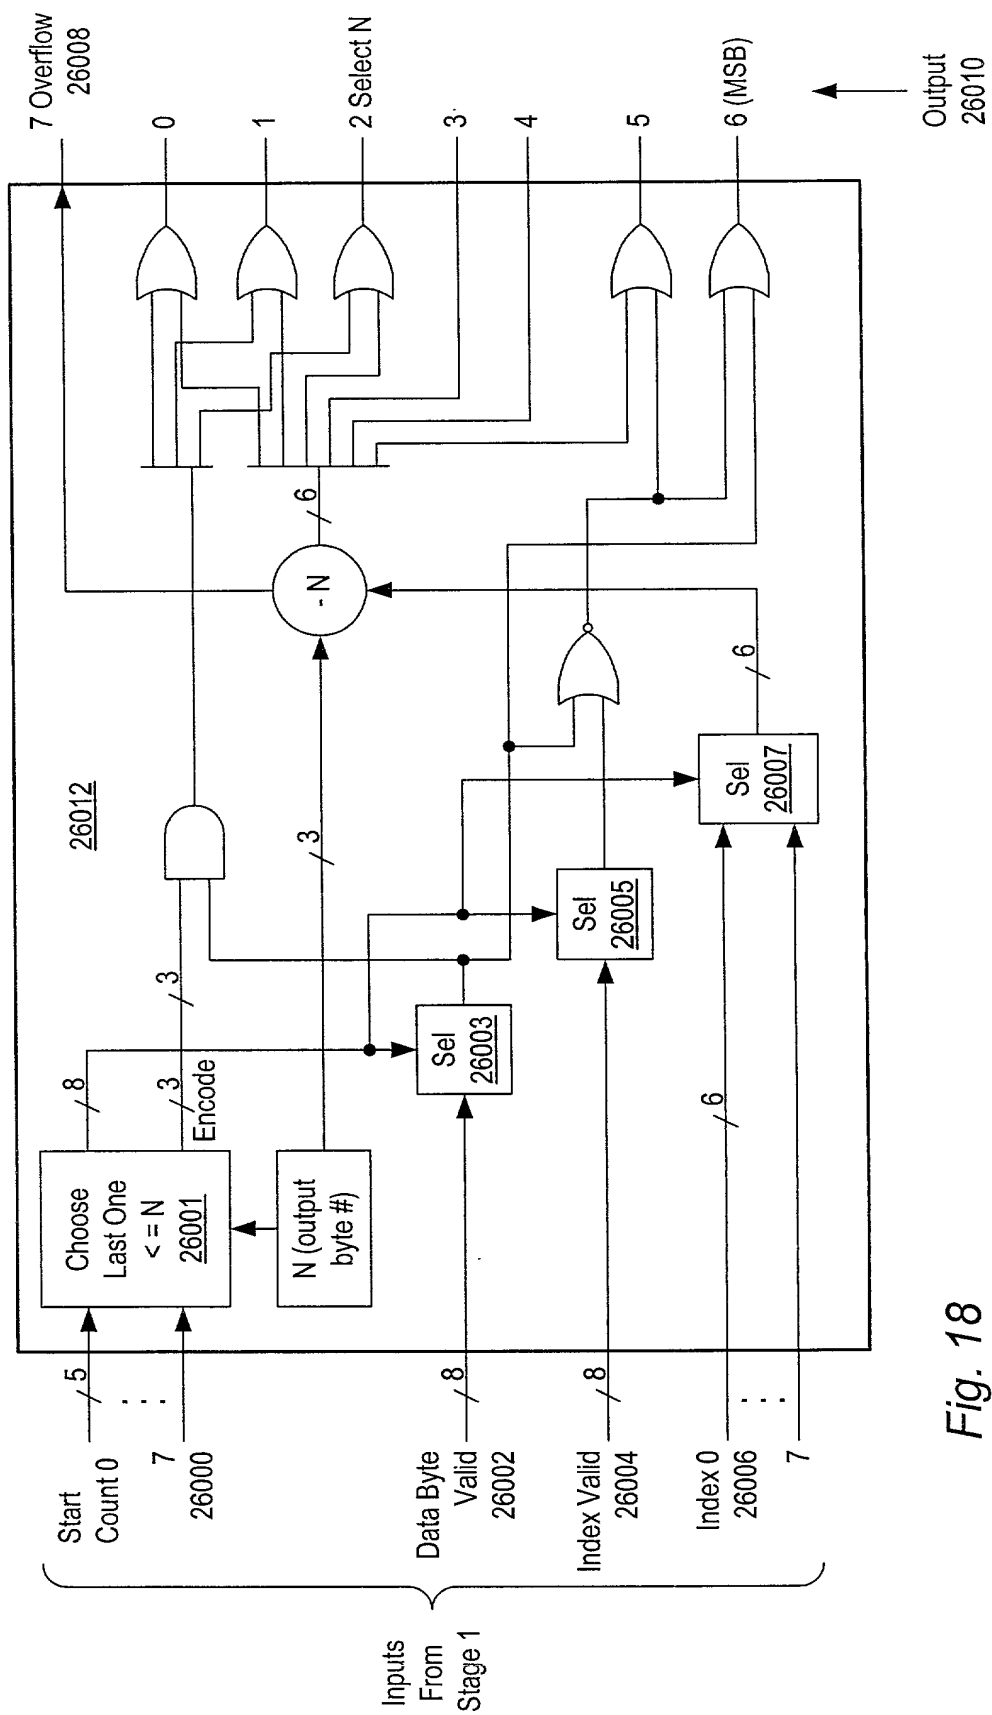 Inputs
From
Stage 1
Start
Count 0
7
26000
Data Byte
Valid
26002
Index Valid
26004
Index 0
26006
7
5
8
8
6
Choose
Last One
< = N
26001
N (output
byte #)
8
3
Encode
3
3
Sel
26003
Sel
26005
Sel
26007
6
26012
- N
6
7 Overflow
26008
0
1
2 Select N
3
4
5
6 (MSB)
Output
26010
Fig. 18